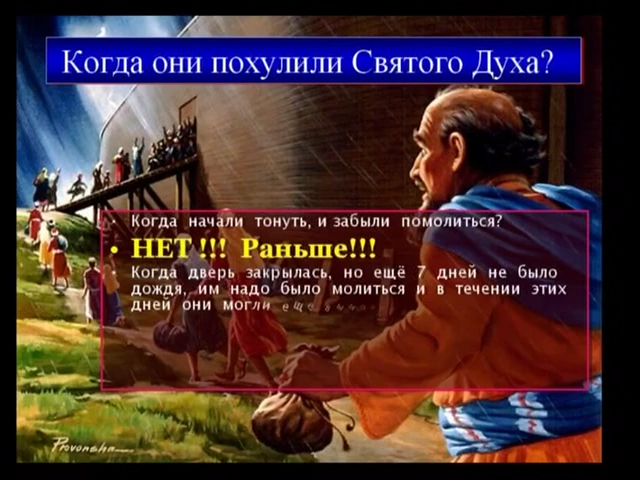 Когда они похулили Святого Духа?
Когда начали тонуть, и забыли помолиться?
НЕТ !!! Раньше!!!
Когда дверь закрылась, но ещё 7 дней не было
дождя, им надо было молиться и в течении этих
дней они могли ещё
Provonsha